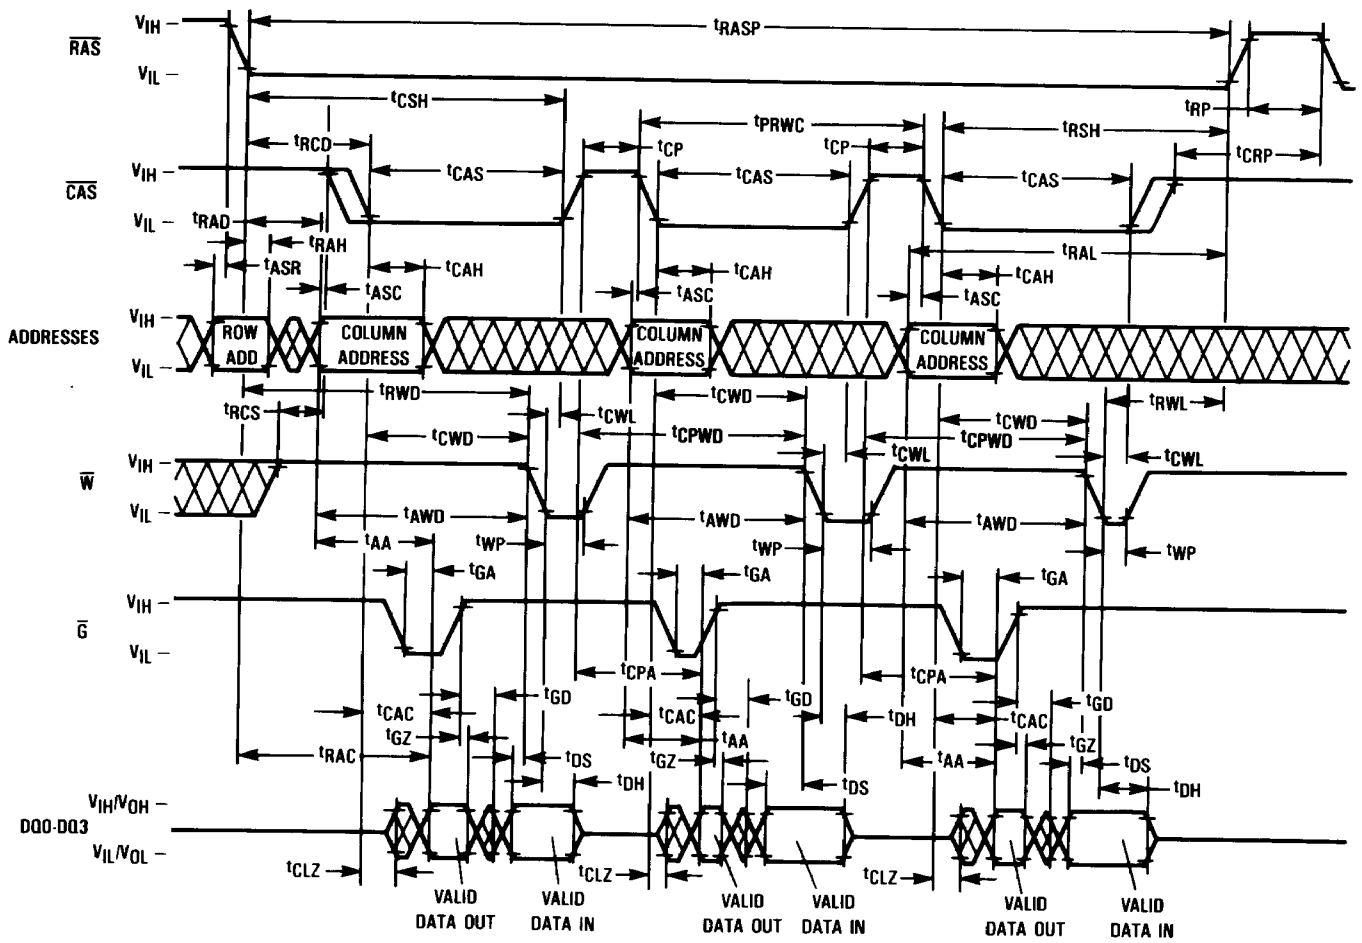 VIH
tRASP
RAS
VIL
tCSH
tRP
tPRWC
tRCD
tCP
tCP
tRSH
tCRP
VIH
CAS
tCAS
tCAS
tCAS
VIL
tRAD
tRAH
tRAL
tASR
tCAH
tCAH
tCAH
tASC
tASC
tASC
VIH
ADDRESSES
ROW
ADD
COLUMN
ADDRESS
COLUMN
ADDRESS
COLUMN
ADDRESS
VIL
tRWD
tCWD
tRWL
tRCS
tCWL
tCWD
tCWD
tCPWD
tCPWD
tCWL
tCWL
VIH
W
VIL
tAWD
tAWD
tAWD
tAA
tWP
tWP
tWP
tGA
tGA
tGA
VIH
G
VIL
tCPA
tCPA
tGD
tGD
tGD
tCAC
tCAC
tDH
tCAC
tGZ
tAA
tGZ
tRAC
tDS
tGZ
tAA
tDS
tDH
tDS
tDH
VIH/VOH
DQ0-DQ3
VIL/VOL
tCLZ
tCLZ
tCLZ
VALID
DATA OUT
VALID
DATA IN
VALID
DATA OUT
VALID
DATA IN
VALID
DATA OUT
VALID
DATA IN